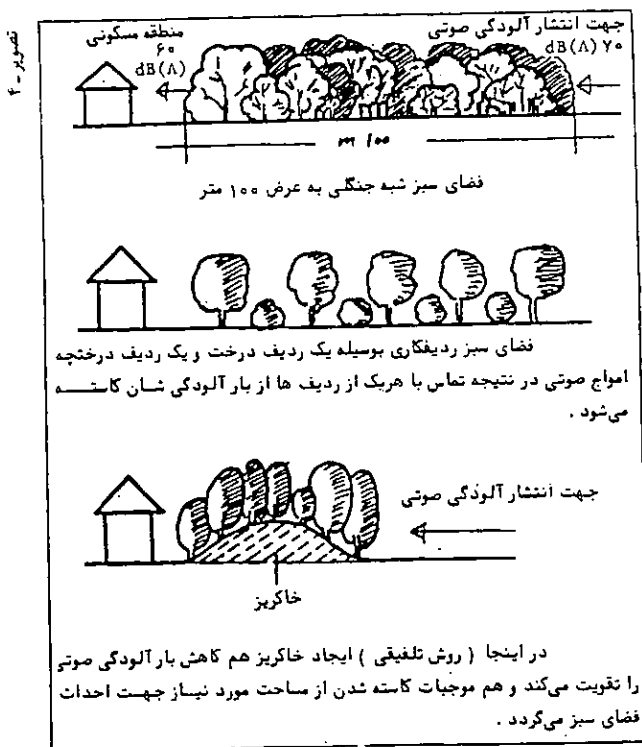 تصویر - ۴
جهت انتشار آلودگی صوتی
۷۰ dB(A)
منطقه مسکونی
۶۰
dB(A)
۱۰۰ m
فضای سبز شبه جنگلی به عرض ۱۰۰ متر
فضای سبز ردیفکاری بوسیله یک ردیف درخت و یک ردیف درختچه
امواج صوتی در نتیجه تماس با هریک از ردیف ها از بار آلودگی شان کاسته
می‌شود .
جهت انتشار آلودگی صوتی
خاکریز
در اینجا ( روش تلفیقی ) ایجاد خاکریز هم کاهش بار آلودگی صوتی
را تقویت می‌کند و هم موجبات کاسته شدن از مساحت مورد نیاز جهت احداث
فضای سبز می‌گردد .